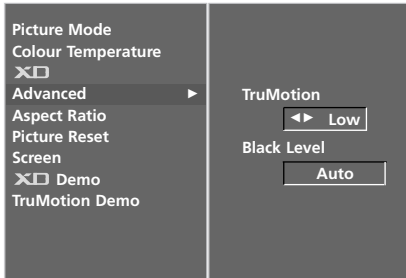 Picture Mode
Colour Temperature
XD
Advanced ►
Aspect Ratio
Picture Reset
Screen
XD Demo
TruMotion Demo
TruMotion
◄► Low
Black Level
Auto